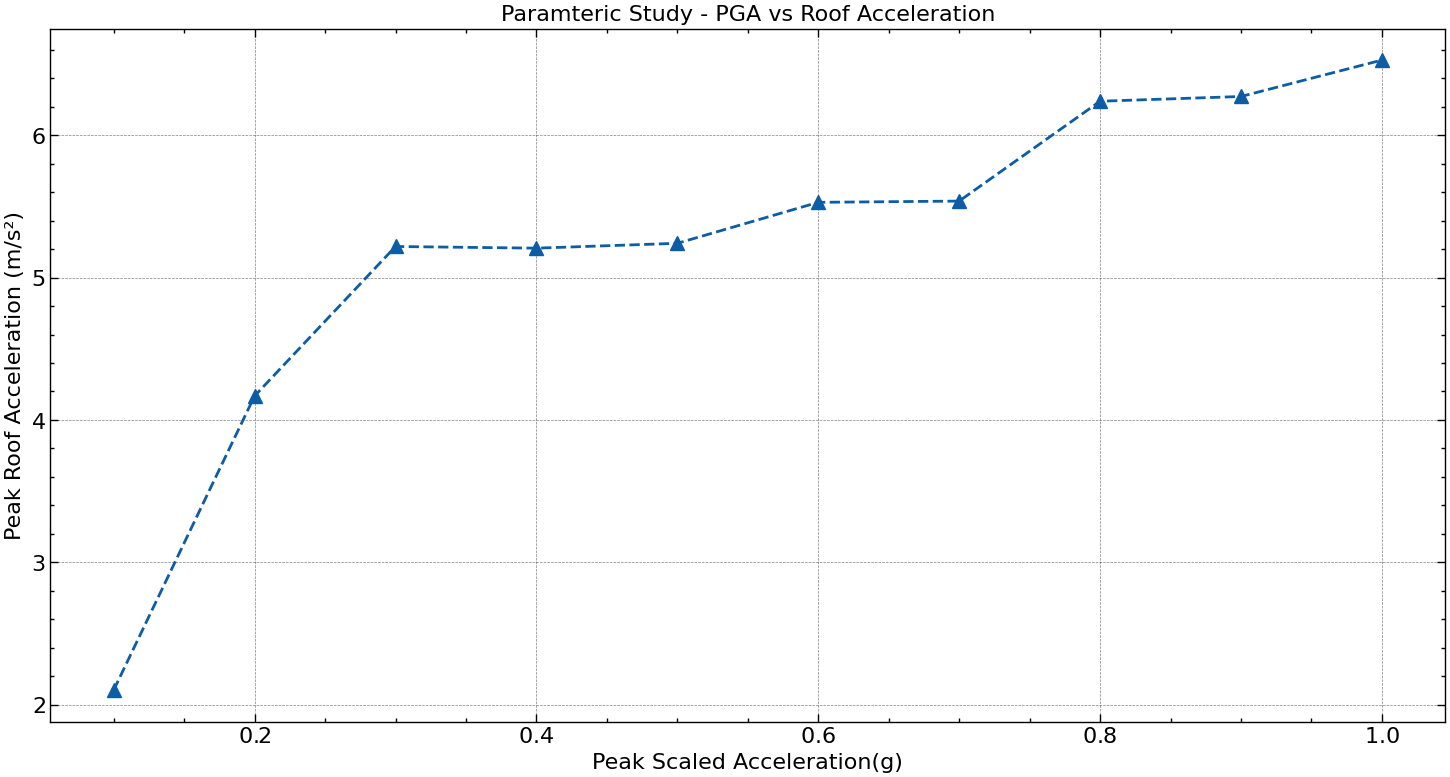 Paramteric Study - PGA vs Roof Acceleration
Peak Roof Acceleration (m/s²)
6
5
4
3
2
0.2 0.4 0.6 0.8 1.0
Peak Scaled Acceleration(g)